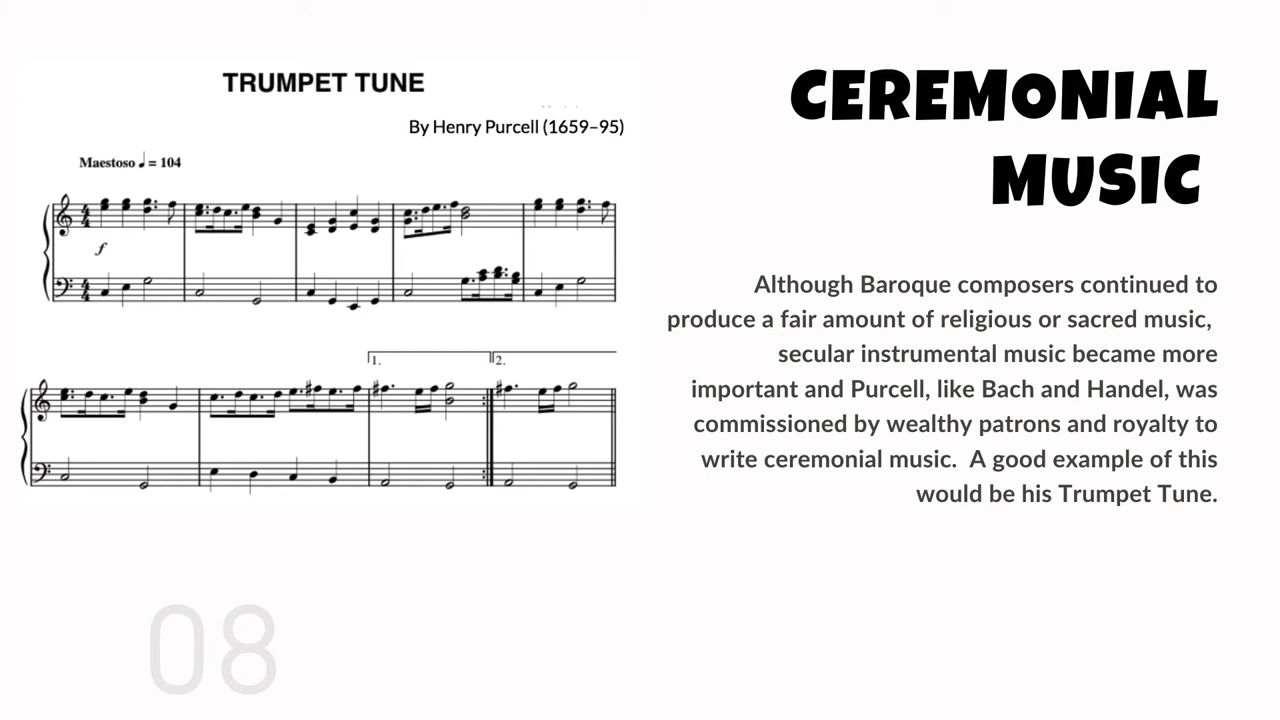 TRUMPET TUNE
By Henry Purcell (1659–95)
Maestoso ♩ = 104
f
1.
2.
CEREMONIAL
MUSIC
Although Baroque composers continued to
produce a fair amount of religious or sacred music,
secular instrumental music became more
important and Purcell, like Bach and Handel, was
commissioned by wealthy patrons and royalty to
write ceremonial music.  A good example of this
would be his Trumpet Tune.
08